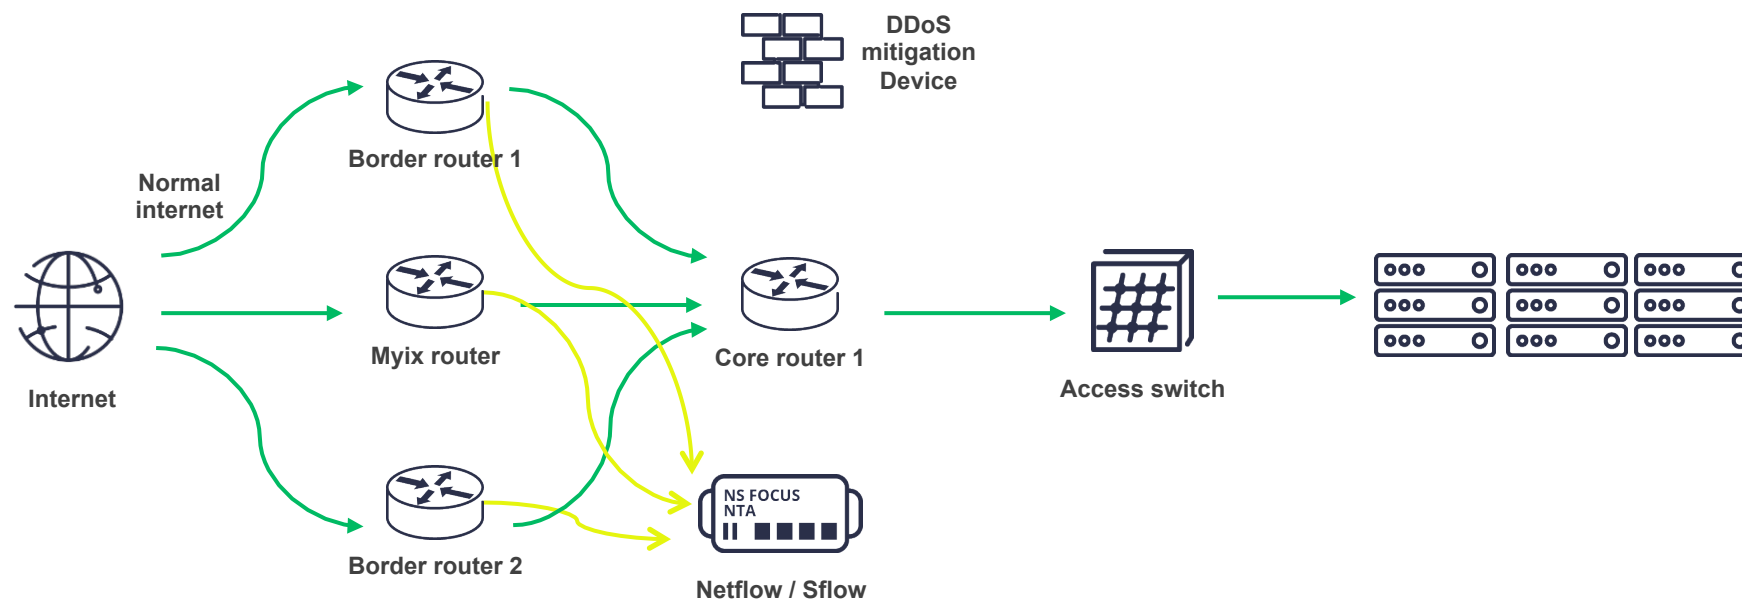 DDoS
mitigation
Device
Border router 1
Normal
internet
Internet
Myix router
Core router 1
Access switch
Border router 2
NS FOCUS
NTA
Netflow / Sflow